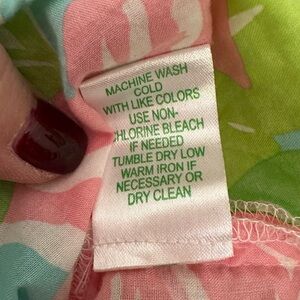 MACHINE WASH
COLD
WITH LIKE COLORS
USE NON-
CHLORINE BLEACH
IF NEEDED
TUMBLE DRY LOW
WARM IRON IF
NECESSARY OR
DRY CLEAN